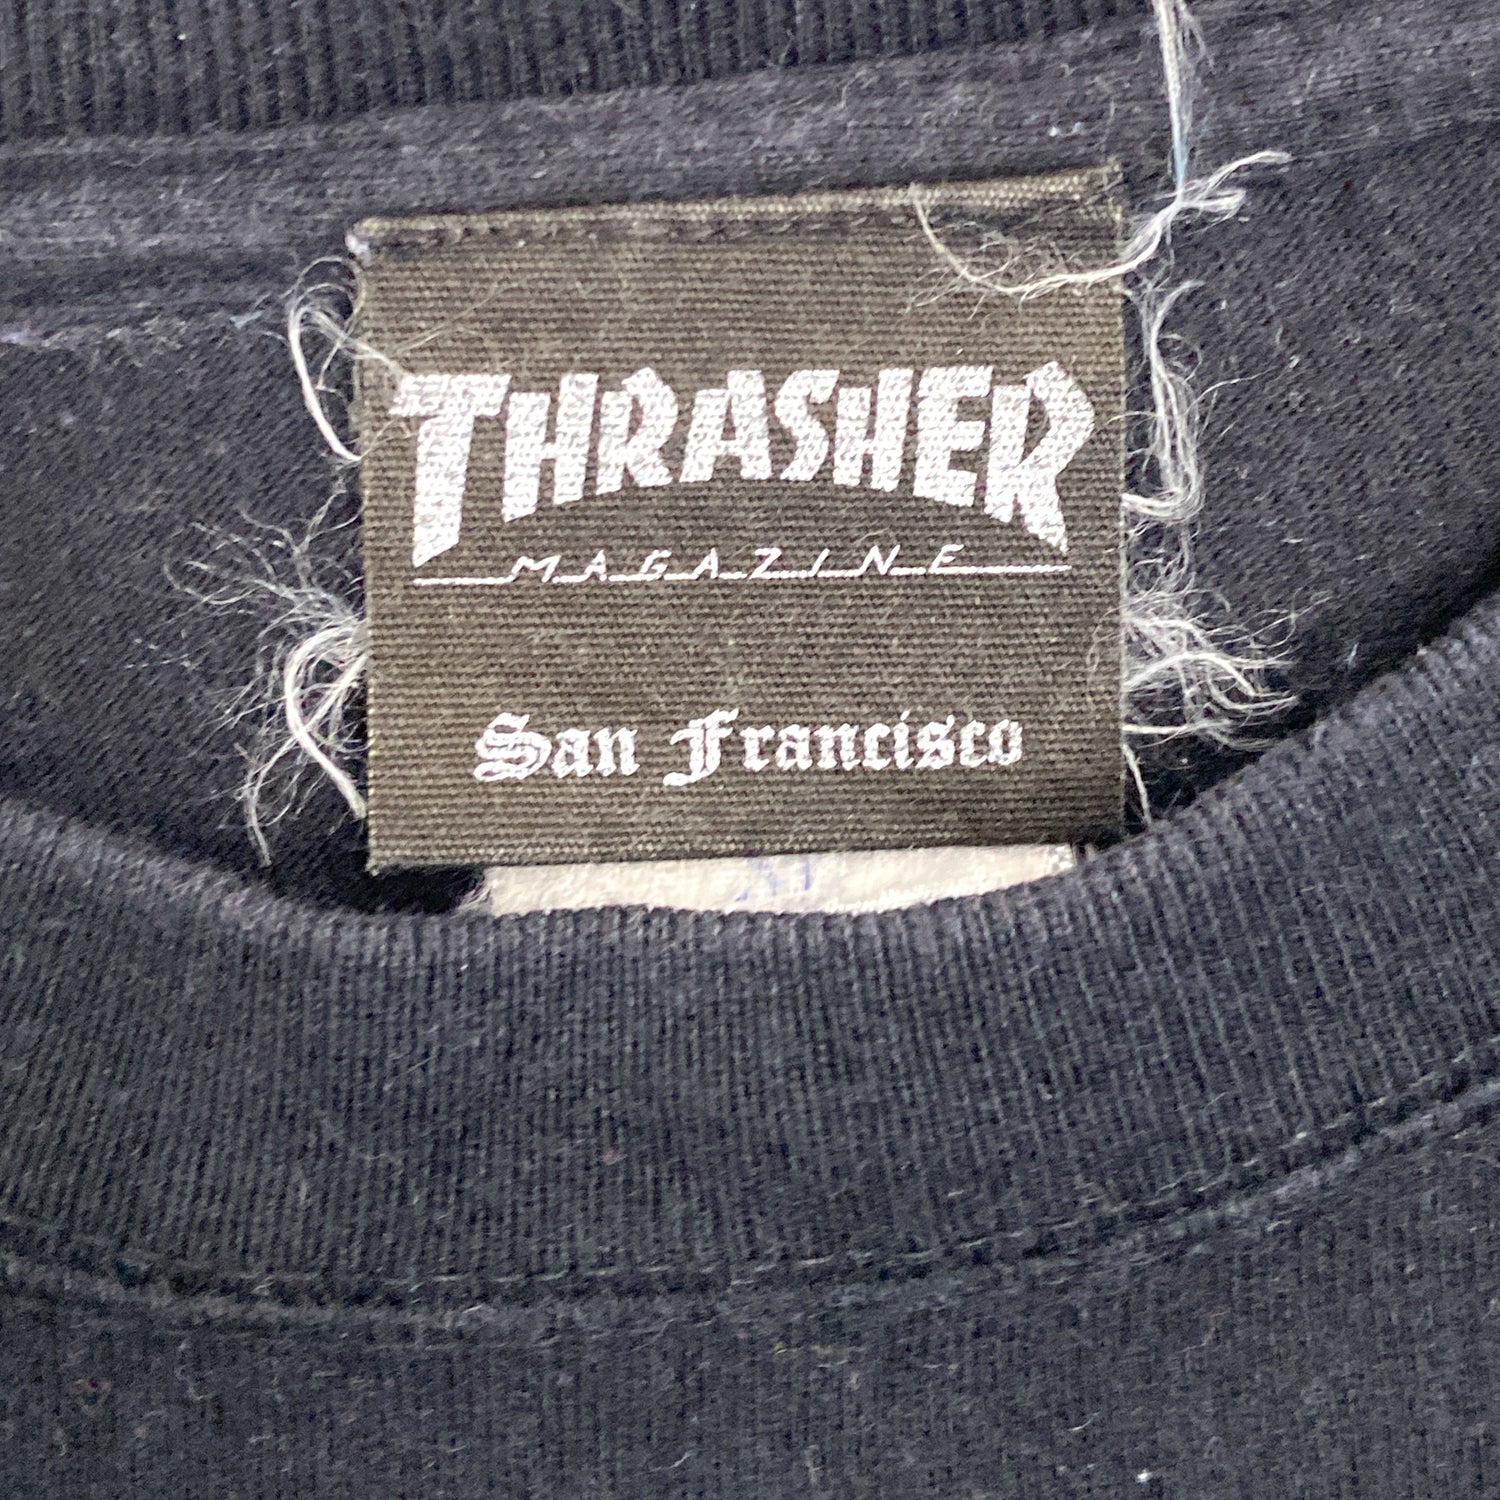 THRASHER
MAGAZINE
San Francisco